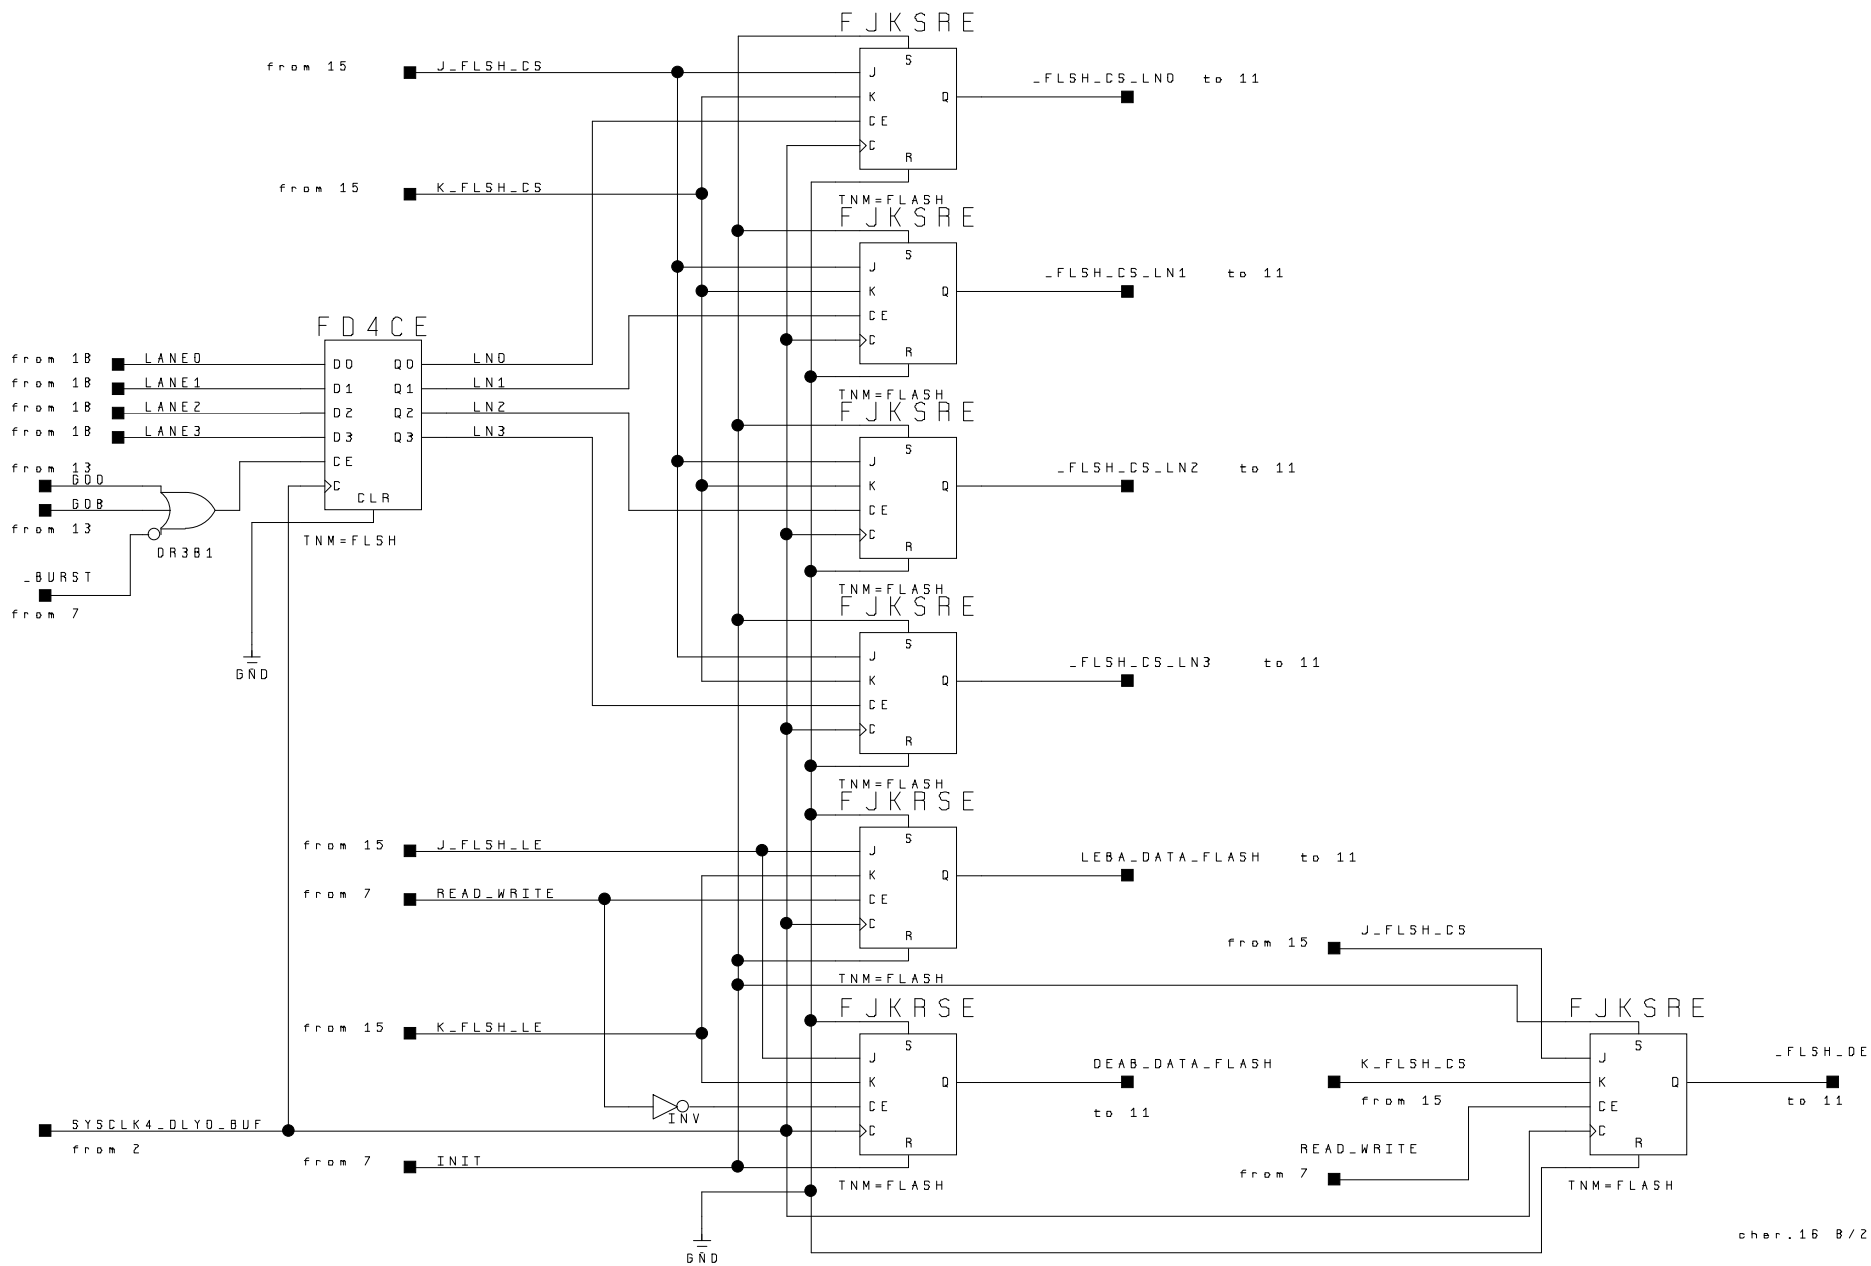 FJKSRE
from 15 J_FLSH_CS
S
J
K
CE
C
R
Q
_FLSH_CS_LN0 to 11
from 15 K_FLSH_CS
TNM=FLASH
FJKSRE
S
J
K
CE
C
R
Q
_FLSH_CS_LN1 to 11
FD4CE
from 18 LANE0
from 18 LANE1
from 18 LANE2
from 18 LANE3
D0 Q0
D1 Q1
D2 Q2
D3 Q3
CE
C
CLR
LN0
LN1
LN2
LN3
TNM=FLSH
from 13
GOD
GOB
from 13
OR3B1
_BURST
from 7
GND
TNM=FLASH
FJKSRE
S
J
K
CE
C
R
Q
_FLSH_CS_LN2 to 11
TNM=FLASH
FJKSRE
S
J
K
CE
C
R
Q
_FLSH_CS_LN3 to 11
TNM=FLASH
FJKRSE
from 15 J_FLSH_LE
from 7 READ_WRITE
S
J
K
CE
C
R
Q
LEBA_DATA_FLASH to 11
TNM=FLASH
FJKRSE
from 15 K_FLSH_LE
S
J
K
CE
C
R
Q
OEAB_DATA_FLASH
to 11
INV
SYSCLK4_DLY0_BUF
from 2
from 7 INIT
TNM=FLASH
GND
J_FLSH_CS
from 15
FJKSRE
S
J
K
CE
C
R
Q
K_FLSH_CS
from 15
READ_WRITE
from 7
_FLSH_OE
to 11
TNM=FLASH
cher.16 8/2